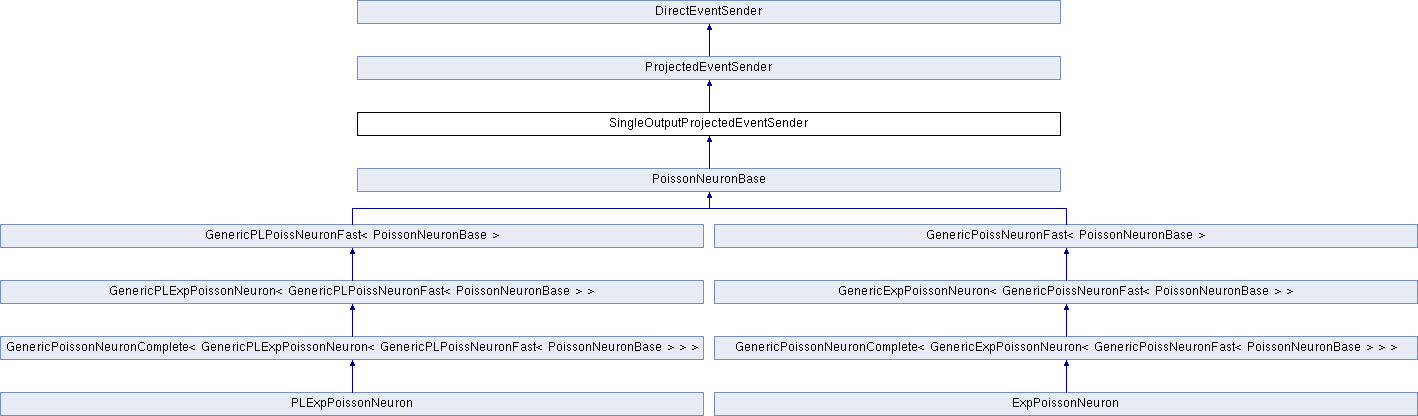 DirectEventSender
ProjectedEventSender
SingleOutputProjectedEventSender
PoissonNeuronBase
GenericPLPoissNeuronFast< PoissonNeuronBase >
GenericPoissNeuronFast< PoissonNeuronBase >
GenericPLExpPoissonNeuron< GenericPLPoissNeuronFast< PoissonNeuronBase > >
GenericExpPoissonNeuron< GenericPoissNeuronFast< PoissonNeuronBase > >
GenericPoissonNeuronComplete< GenericPLExpPoissonNeuron< GenericPLPoissNeuronFast< PoissonNeuronBase > > >
GenericPoissonNeuronComplete< GenericExpPoissonNeuron< GenericPoissNeuronFast< PoissonNeuronBase > > >
PLExpPoissonNeuron
ExpPoissonNeuron